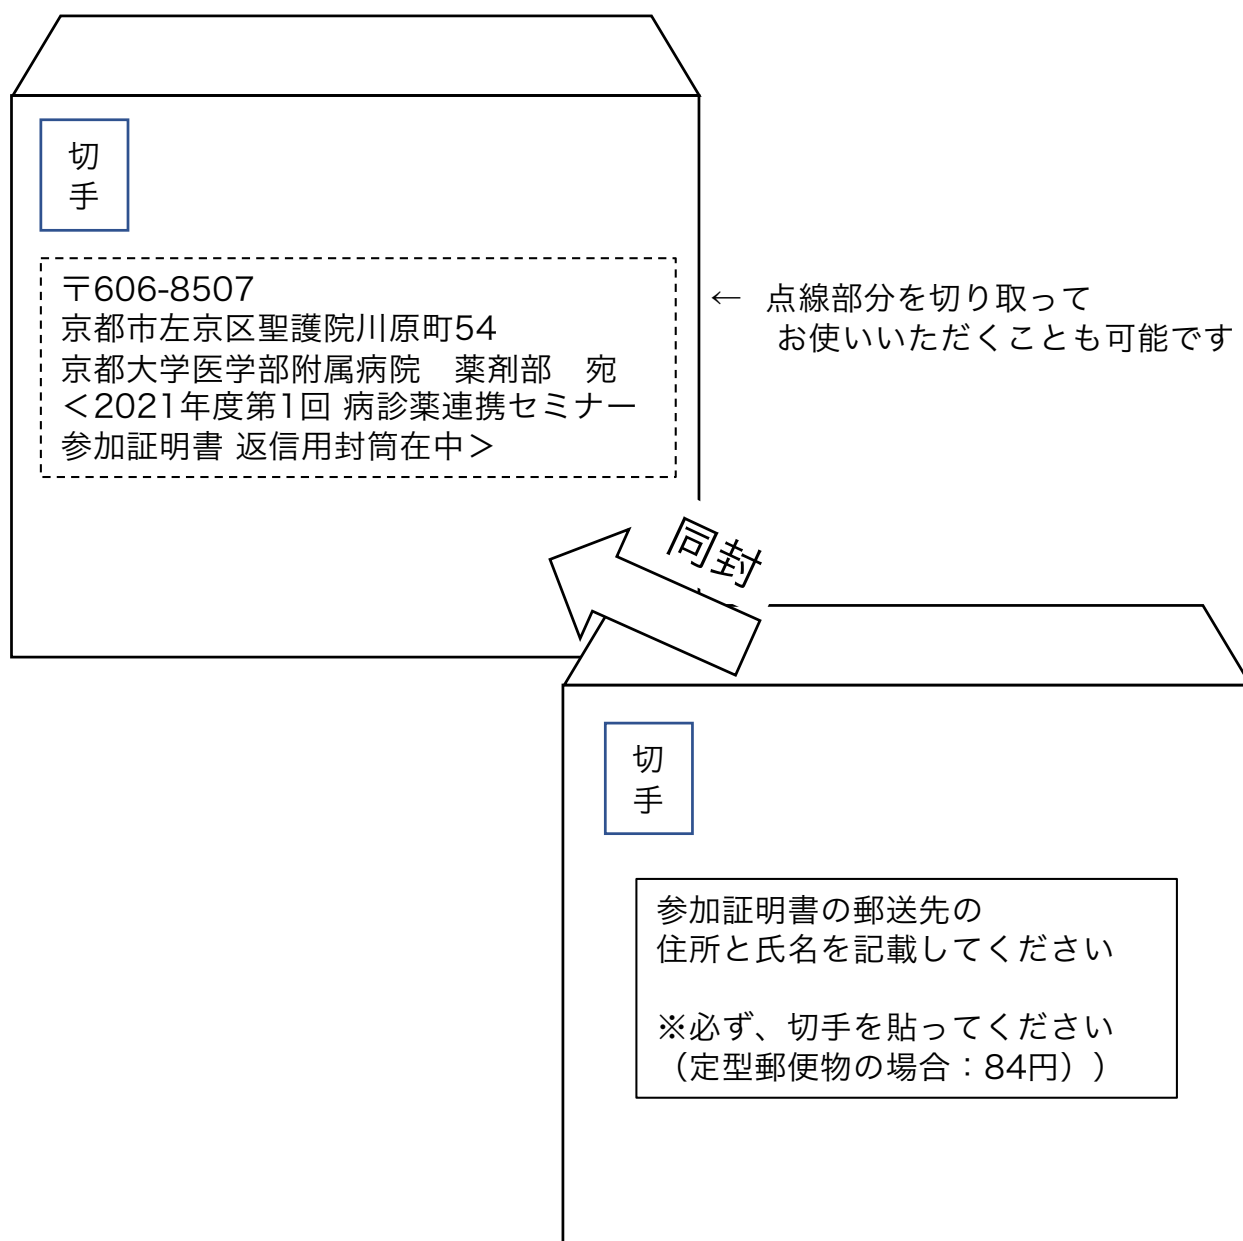 切
手
〒606-8507
京都市左京区聖護院川原町54
京都大学医学部附属病院　薬剤部　宛
＜2021年度第1回 病診薬連携セミナー
参加証明書 返信用封筒在中＞
← 点線部分を切り取って
お使いいただくことも可能です
同封
切
手
参加証明書の郵送先の
住所と氏名を記載してください
※必ず、切手を貼ってください
（定型郵便物の場合：84円））